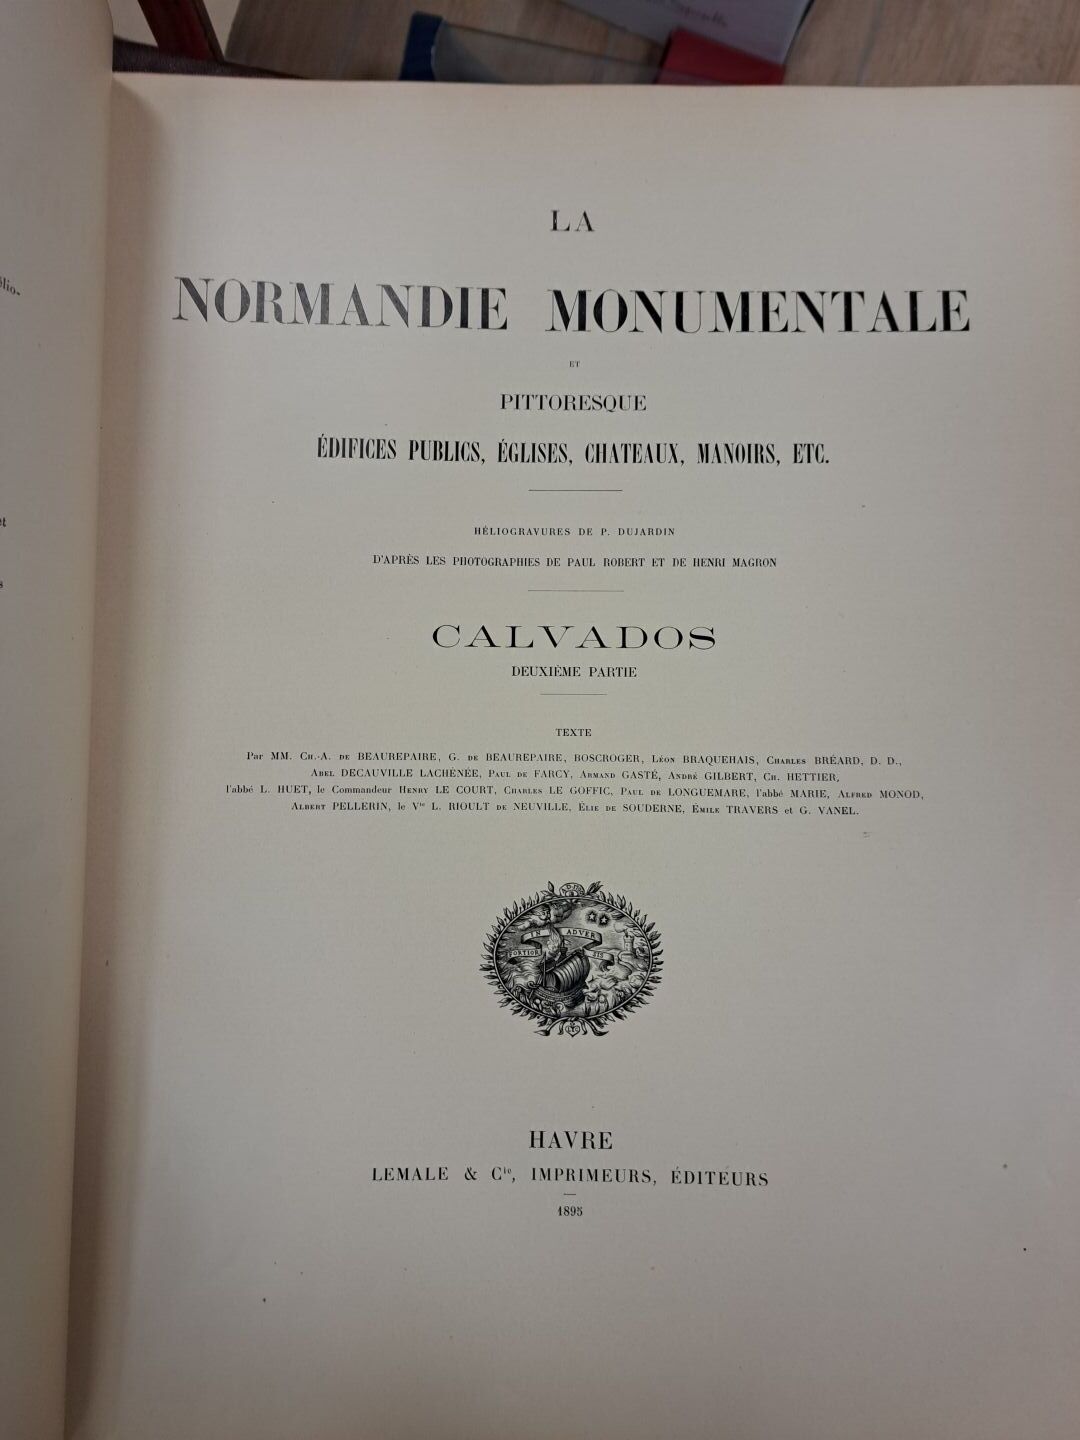 LA
NORMANDIE MONUMENTALE
ET
PITTORESQUE
ÉDIFICES PUBLICS, ÉGLISES, CHATEAUX, MANOIRS, ETC.
HÉLIOGRAVURES DE P. DUJARDIN
D'APRÈS LES PHOTOGRAPHIES DE PAUL ROBERT ET DE HENRI MAGRON
CALVADOS
DEUXIÈME PARTIE
TEXTE
Par MM. CH.-A. DE BEAUREPAIRE, G. DE BEAUREPAIRE, BOSCROGER, LÉON BRAQUEHAIS, CHARLES BRÉARD, D. D.,
ABEL DECAUVILLE LACHÉNÉE, PAUL DE FARCY, ARMAND GASTÉ, ANDRÉ GILBERT, CH. HETTIER,
l'abbé L. HUET, le Commandeur HENRY LE COURT, CHARLES LE GOFFIC, PAUL DE LONGUEMARE, l'abbé MARIE, ALFRED MONOD,
ALBERT PELLERIN, le Vte L. RIOULT DE NEUVILLE, ÉLIE DE SOUDERNE, ÉMILE TRAVERS et G. VANEL.
IN ADVER
FORTIOR SIS
HAVRE
LEMALE & Cie, IMPRIMEURS, ÉDITEURS
1895